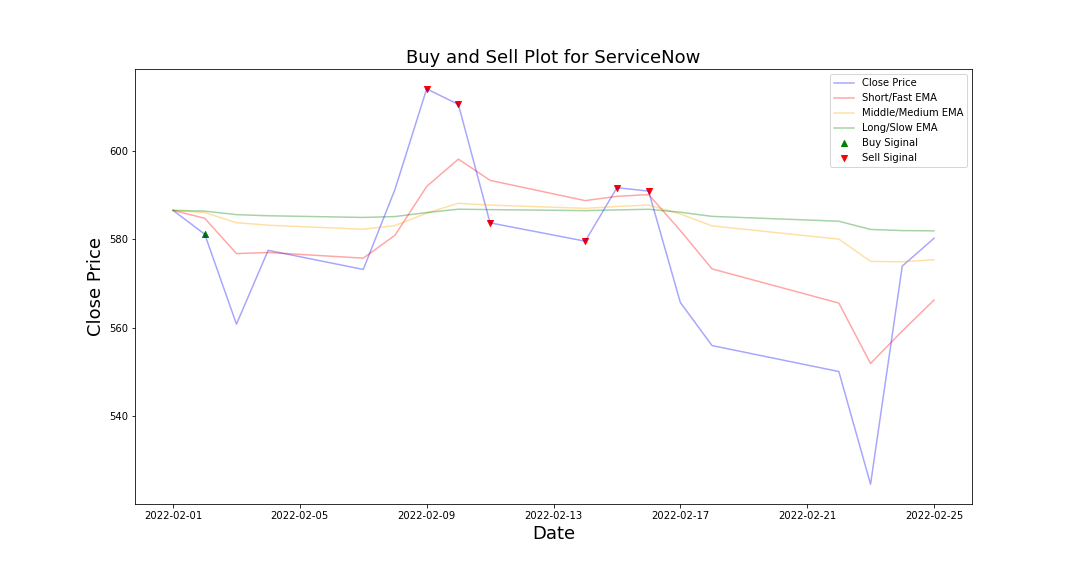 Buy and Sell Plot for ServiceNow
Close Price
Short/Fast EMA
Middle/Medium EMA
Long/Slow EMA
Buy Siginal
Sell Siginal
Close Price
600
580
560
540
2022-02-01 2022-02-05 2022-02-09 2022-02-13 2022-02-17 2022-02-21 2022-02-25
Date